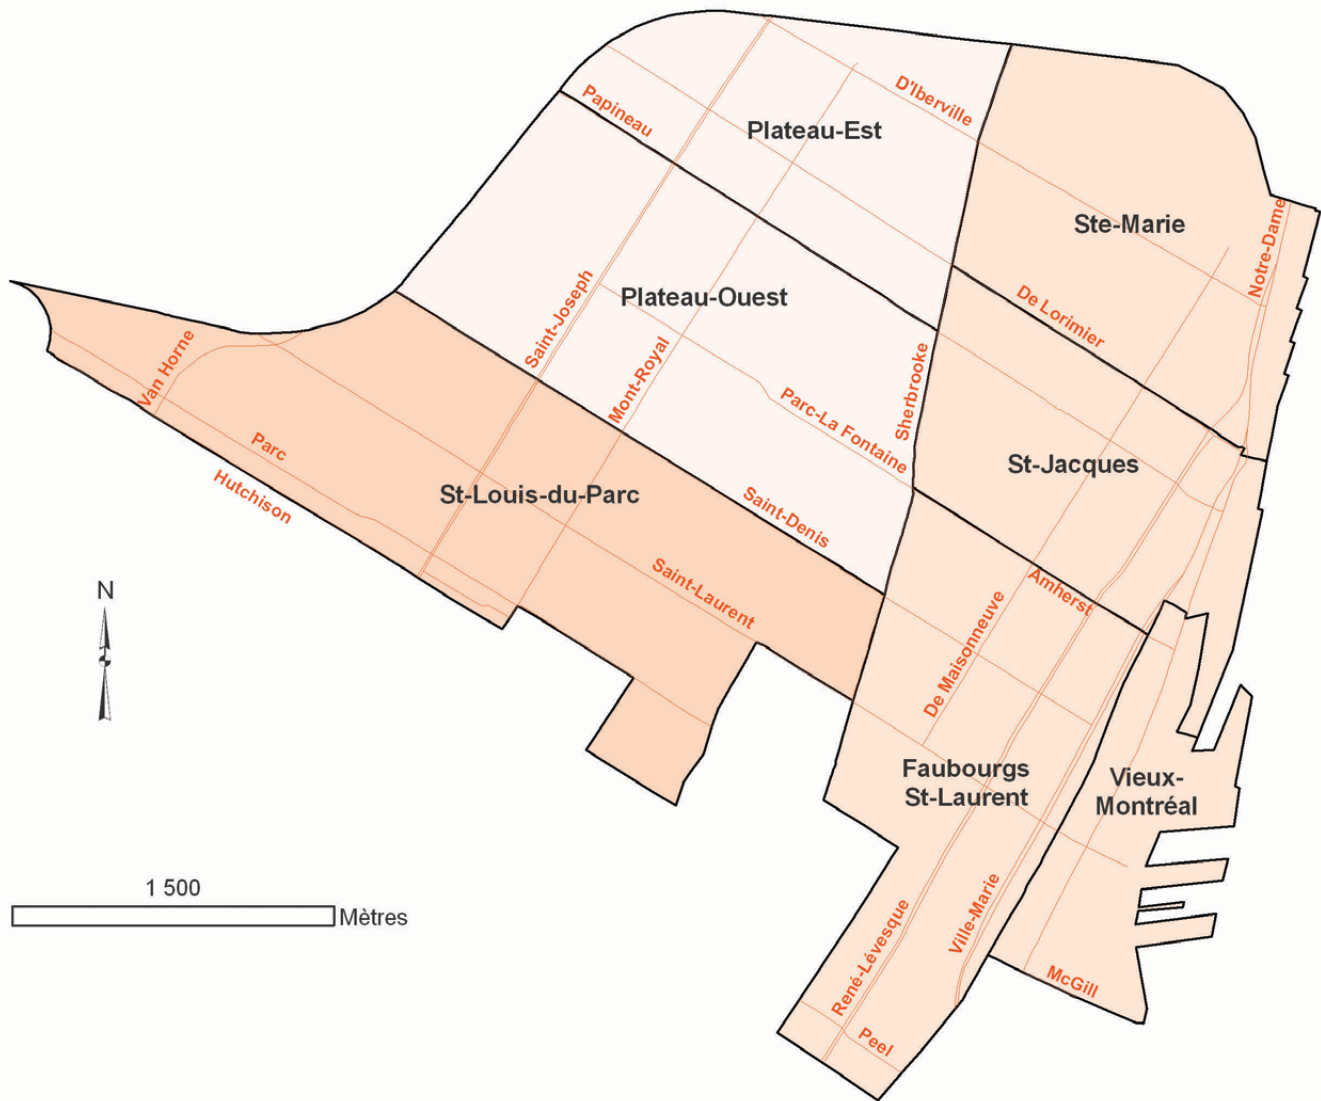 D'Iberville
Papineau
Plateau-Est
Ste-Marie
Notre-Dame
Saint-Joseph
Plateau-Ouest
De Lorimier
Van Horne
Mont-Royal
Sherbrooke
Parc-La Fontaine
Parc
Hutchison
St-Louis-du-Parc
St-Jacques
Saint-Denis
Saint-Laurent
Amherst
N
De Maisonneuve
Faubourgs
St-Laurent
Vieux-
Montréal
1 500
Mètres
René-Lévesque
Ville-Marie
McGill
Peel